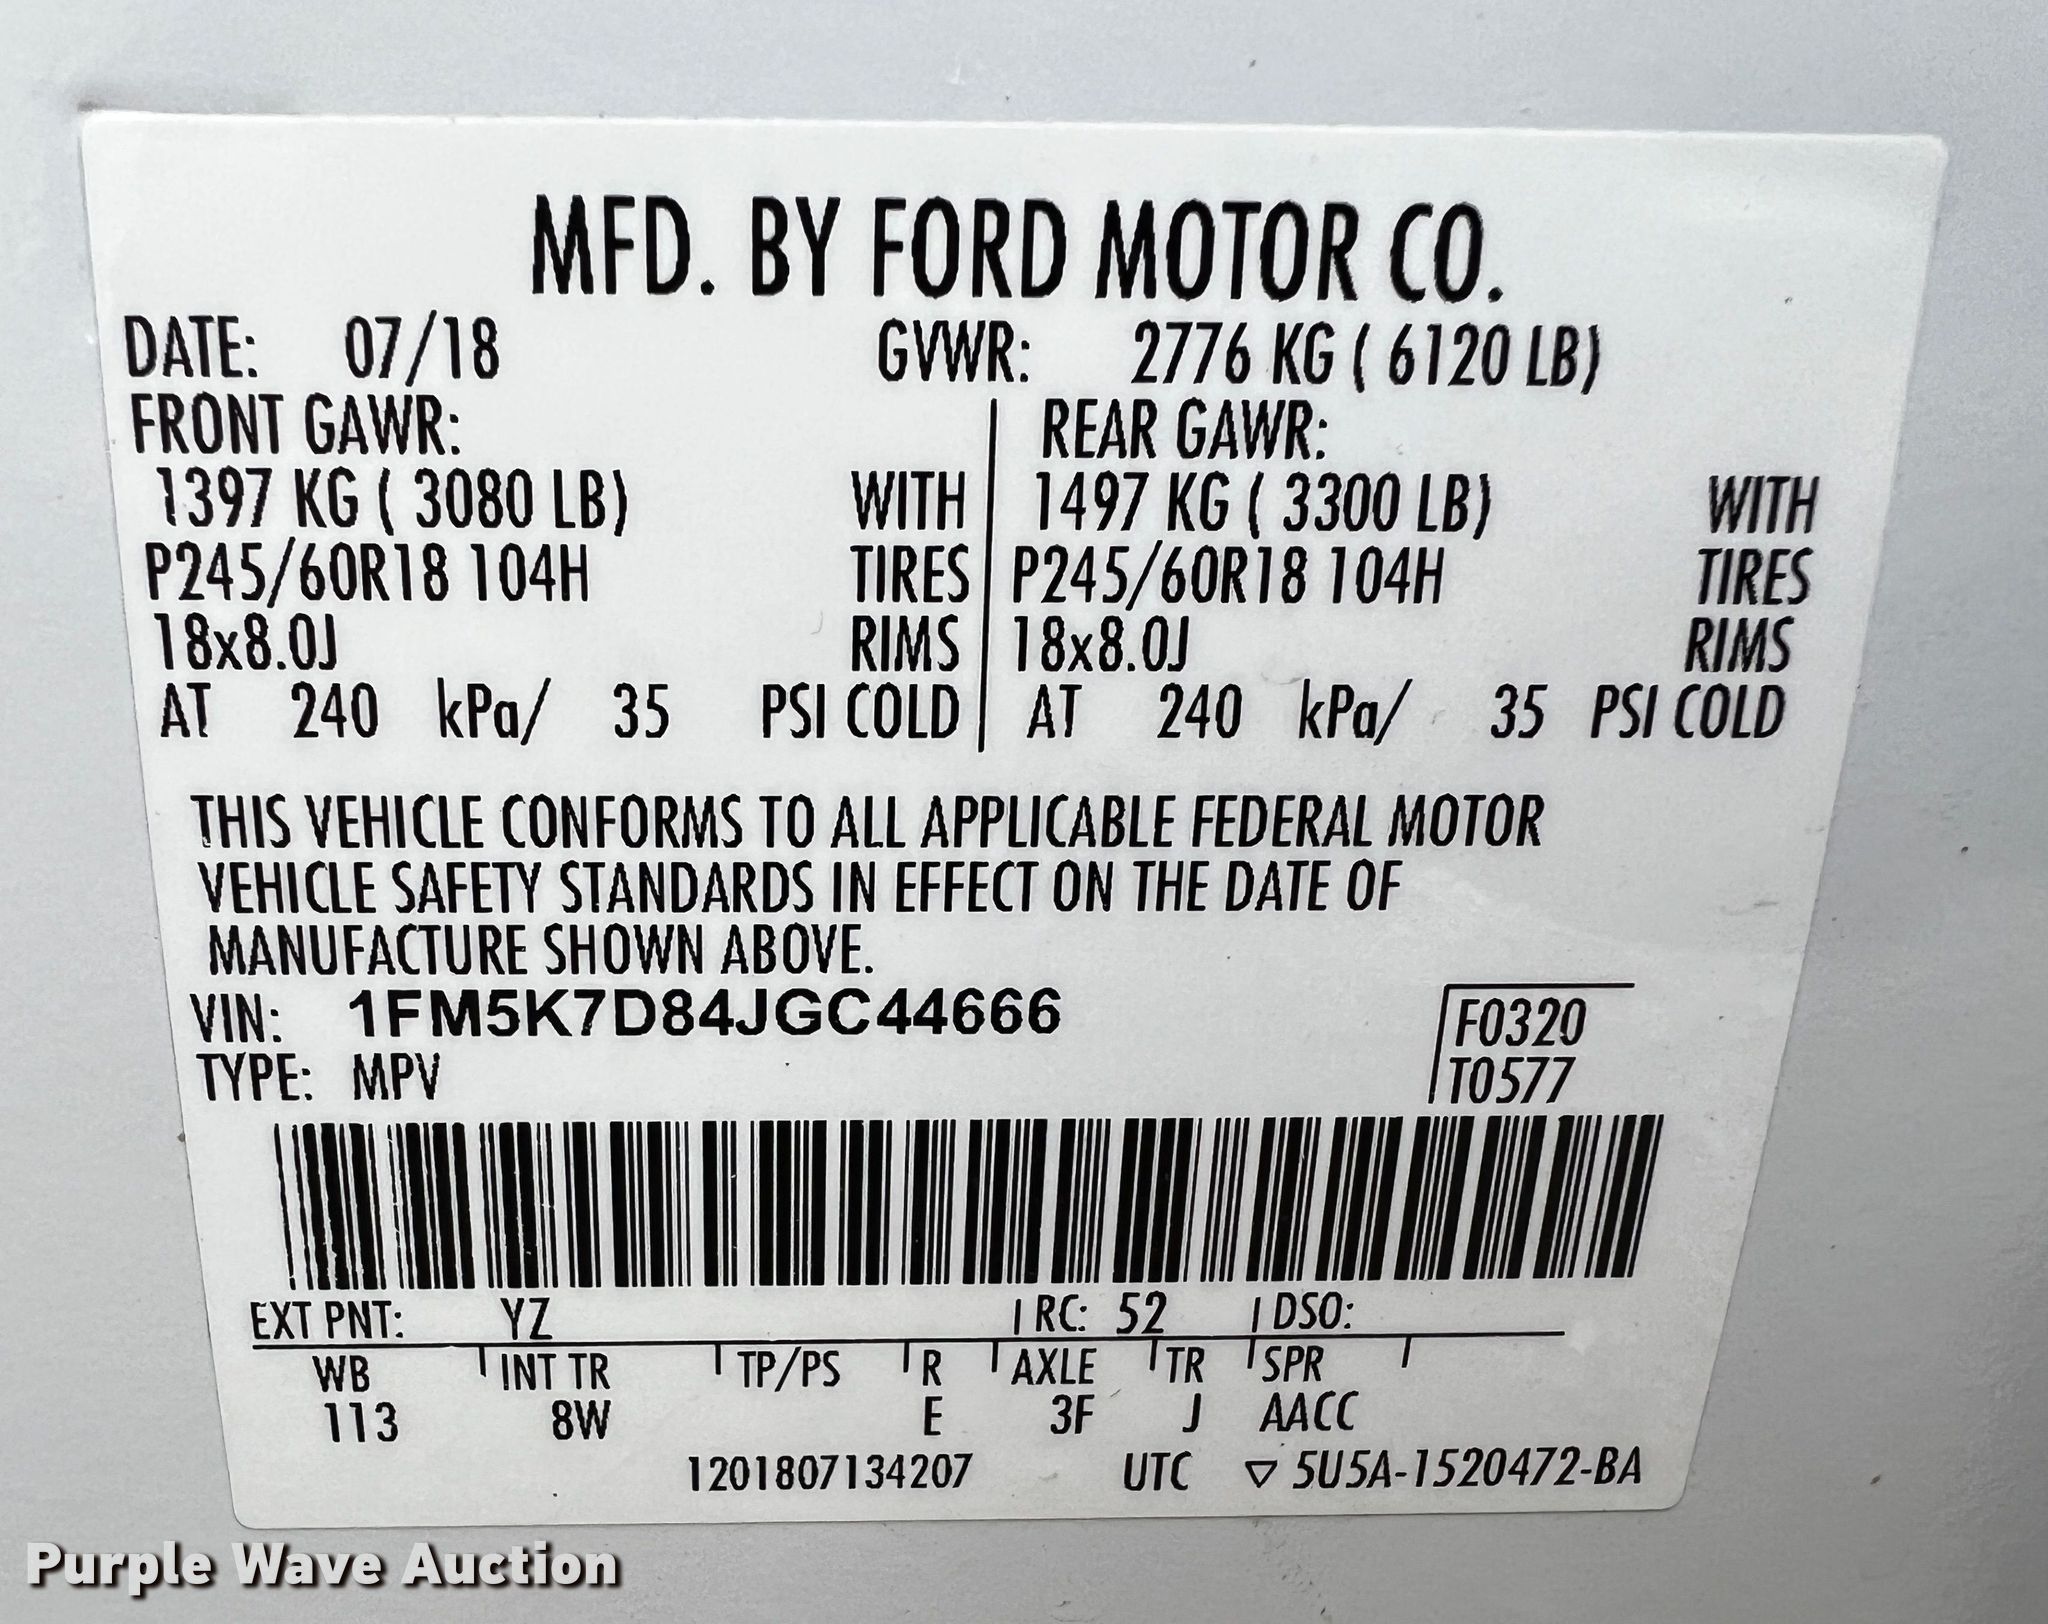 MFD. BY FORD MOTOR CO.
DATE: 07/18 GVWR: 2776 KG ( 6120 LB)
FRONT GAWR: REAR GAWR:
1397 KG ( 3080 LB) WITH 1497 KG ( 3300 LB) WITH
P245/60R18 104H TIRES P245/60R18 104H TIRES
18x8.0J RIMS 18x8.0J RIMS
AT 240 kPa/ 35 PSI COLD AT 240 kPa/ 35 PSI COLD
THIS VEHICLE CONFORMS TO ALL APPLICABLE FEDERAL MOTOR
VEHICLE SAFETY STANDARDS IN EFFECT ON THE DATE OF
MANUFACTURE SHOWN ABOVE.
VIN: 1FM5K7D84JGC44666 F0320
TYPE: MPV T0577
EXT PNT: YZ RC: 52 DSO:
WB INT TR TP/PS R AXLE TR SPR
113 8W E 3F J AACC
1201807134207 UTC ▽ 5U5A-1520472-BA
Purple Wave Auction